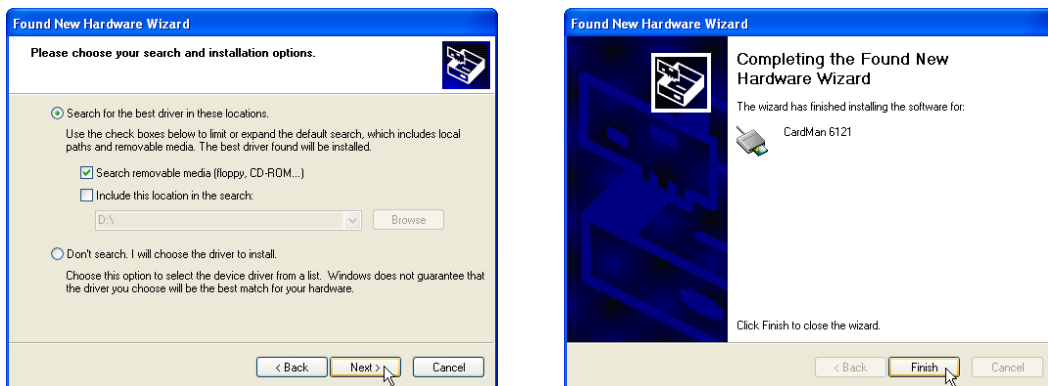 Found New Hardware Wizard
Please choose your search and installation options.
Search for the best driver in these locations.
Use the check boxes below to limit or expand the default search, which includes local
paths and removable media. The best driver found will be installed.
Search removable media (floppy, CD-ROM...)
Include this location in the search:
D:\
Browse
Don't search. I will choose the driver to install.
Choose this option to select the device driver from a list. Windows does not guarantee that
the driver you choose will be the best match for your hardware.
< Back
Next >
Cancel
Found New Hardware Wizard
Completing the Found New
Hardware Wizard
The wizard has finished installing the software for:
CardMan 6121
Click Finish to close the wizard.
< Back
Finish
Cancel